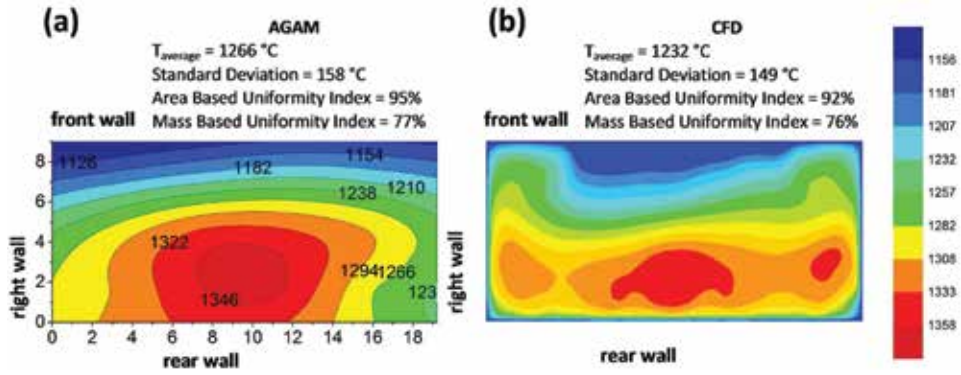 (a)
AGAM
T average = 1266 °C
Standard Deviation = 158 °C
Area Based Uniformity Index = 95%
front wall
Mass Based Uniformity Index = 77%
8
6
4
2
0
right wall
1126
1182
1154
1238
1210
1322
1294
1266
123
1346
0 2 4 6 8 10 12 14 16 18
rear wall
(b)
CFD
T average = 1232 °C
Standard Deviation = 149 °C
Area Based Uniformity Index = 92%
front wall
Mass Based Uniformity Index = 76%
right wall
rear wall
1156
1181
1207
1232
1257
1282
1308
1333
1358